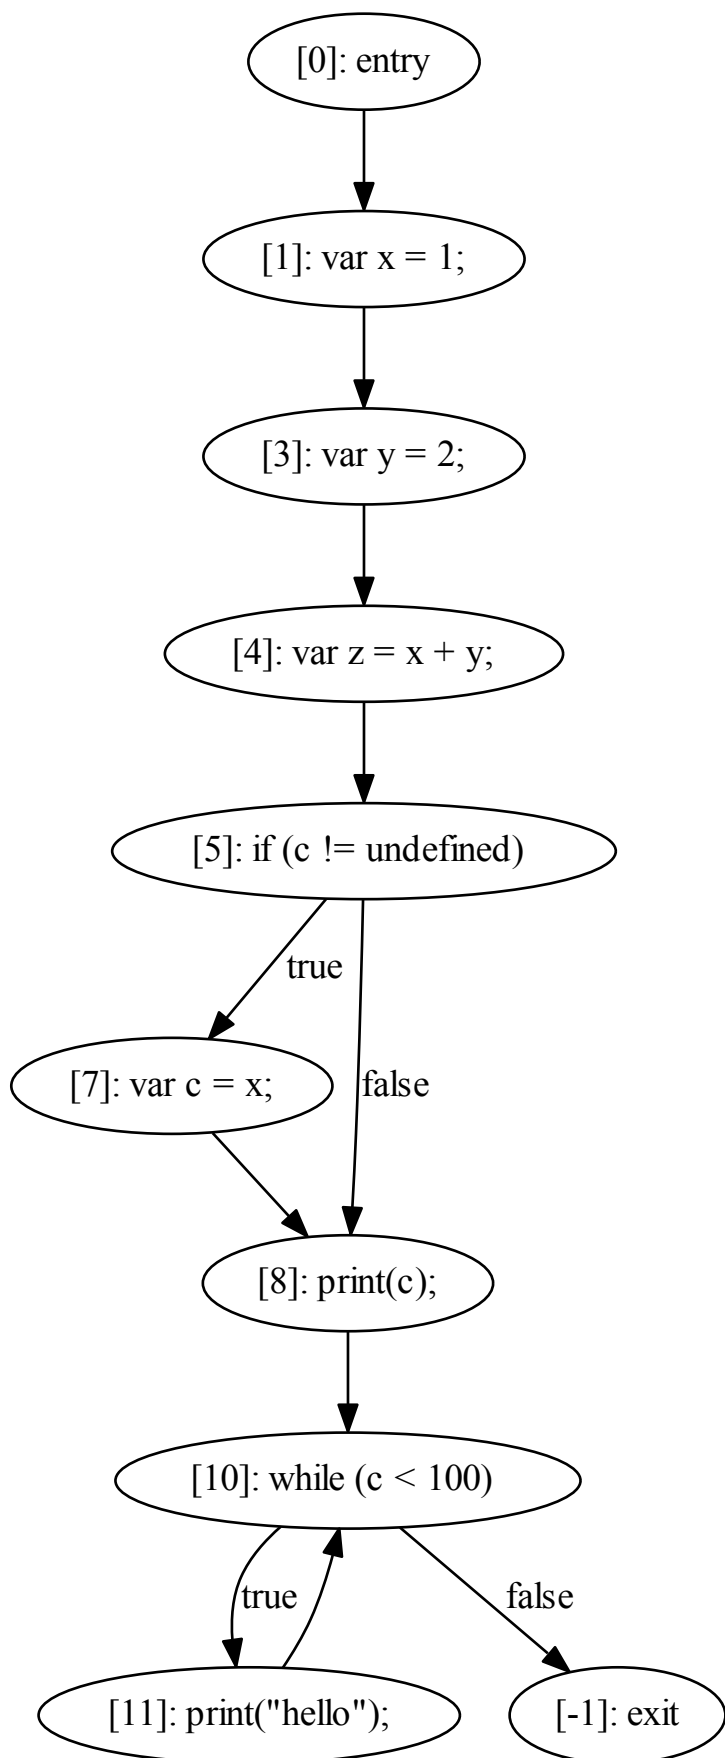 [0]: entry
[1]: var x = 1;
[3]: var y = 2;
[4]: var z = x + y;
[5]: if (c != undefined)
true
[7]: var c = x;
false
[8]: print(c);
[10]: while (c < 100)
true
false
[11]: print("hello");
[-1]: exit